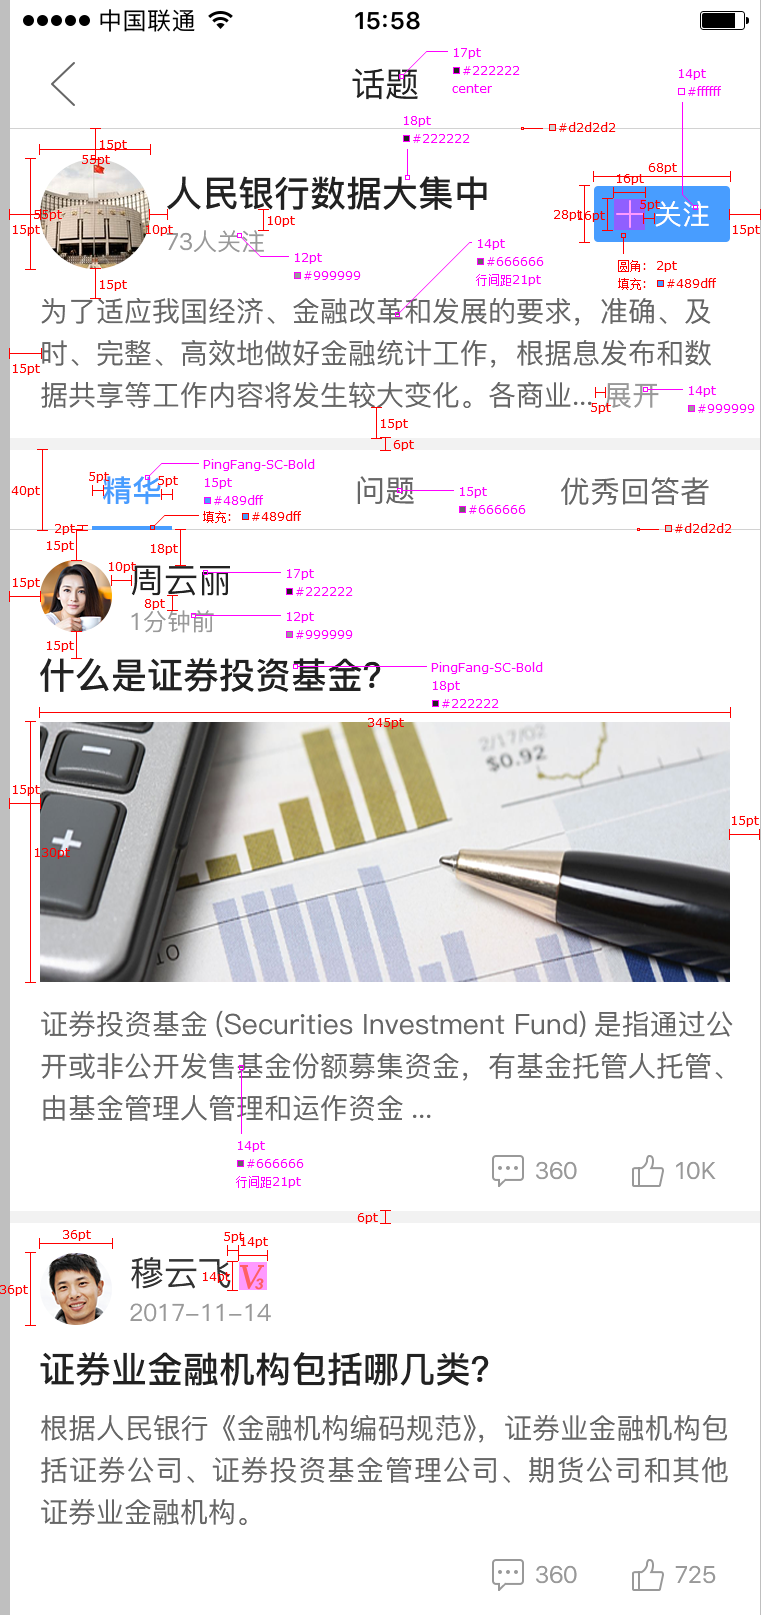 中国联通 15:58
17pt
话题
#222222
center
14pt
#ffffff
18pt
#222222
#d2d2d2
15pt
55pt
68pt
人民银行数据大集中
16pt
5pt
关注
28pt
16pt
15pt
55pt
15pt
10pt
10pt
73人关注
12pt
#999999
14pt
#666666
行间距21pt
圆角：2pt
填充：#489dff
15pt
为了适应我国经济、金融改革和发展的要求，准确、及
时、完整、高效地做好金融统计工作，根据息发布和数
15pt
据共享等工作内容将发生较大变化。各商业... 展开
14pt
#999999
5pt
15pt
6pt
PingFang-SC-Bold
15pt
#489dff
5pt
5pt
40pt
精华
问题
优秀回答者
15pt
#666666
填充：#489dff
2pt
#d2d2d2
15pt
18pt
10pt
周云丽
17pt
#222222
15pt
8pt
1分钟前
12pt
#999999
15pt
什么是证券投资基金?
PingFang-SC-Bold
18pt
#222222
345pt
2/17/02
$0.92
15pt
15pt
130pt
10
证券投资基金 (Securities Investment Fund) 是指通过公
开或非公开发售基金份额募集资金，有基金托管人托管、
由基金管理人管理和运作资金 ...
14pt
#666666
行间距21pt
360 10K
6pt
36pt
5pt
14pt
穆云飞
14pt
V3
36pt
2017-11-14
证券业金融机构包括哪几类?
根据人民银行《金融机构编码规范》，证券业金融机构包
括证券公司、证券投资基金管理公司、期货公司和其他
证券业金融机构。
360 725